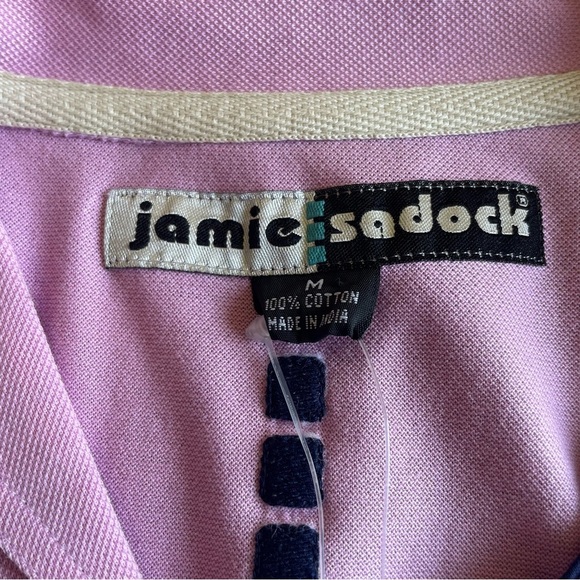 jamie sadock®
M
100% COTTON
MADE IN INDIA